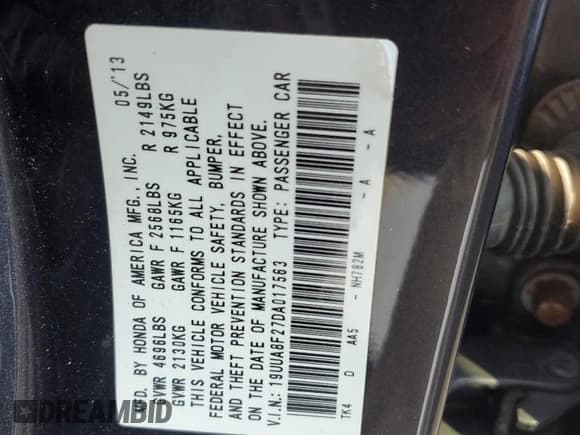 MFD. BY HONDA OF AMERICA MFG., INC. 05/'13
GVWR 4696LBS GAWR F 2568LBS R 2149LBS
GVWR 2130KG GAWR F 1165KG R 975KG
THIS VEHICLE CONFORMS TO ALL APPLICABLE
FEDERAL MOTOR VEHICLE SAFETY, BUMPER,
AND THEFT PREVENTION STANDARDS IN EFFECT
ON THE DATE OF MANUFACTURE SHOWN ABOVE.
V.I.N.: 19UUA8F27DA017563 TYPE: PASSENGER CAR
TK4 D AA5 - NH782M - A - A
DREAMBID